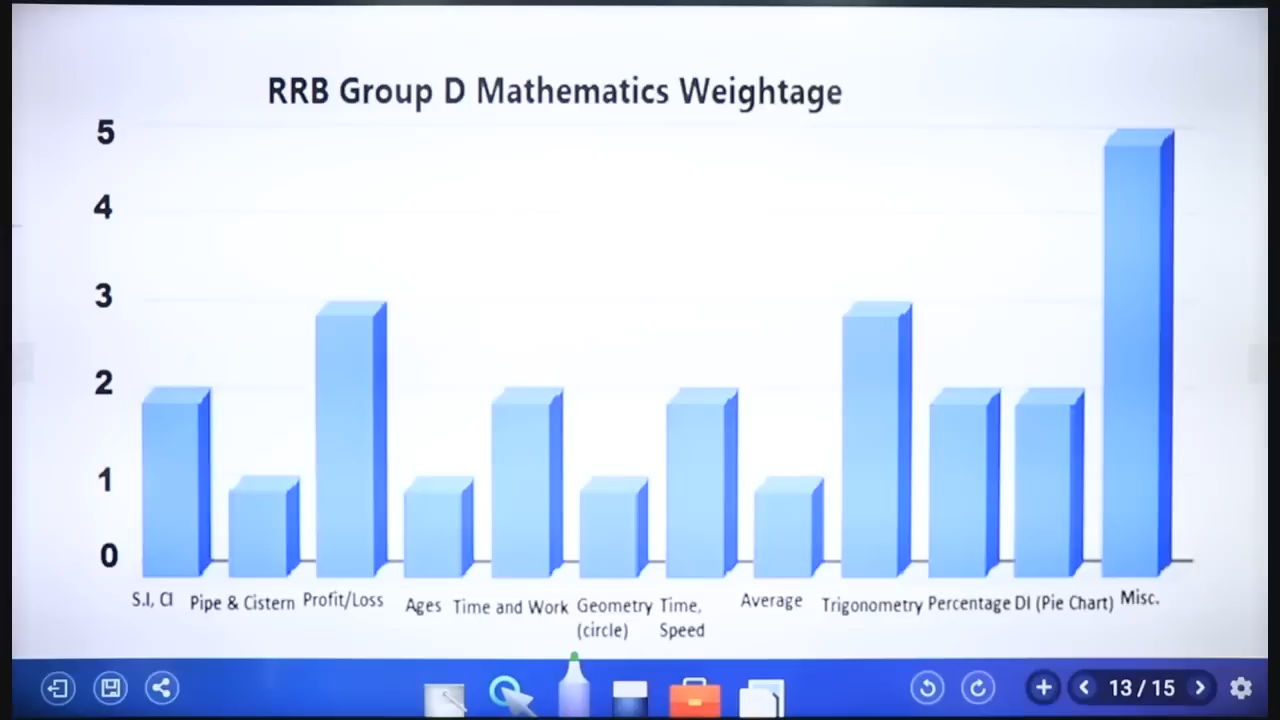 RRB Group D Mathematics Weightage
5
4
3
2
1
0
S.I, CI
Pipe & Cistern
Profit/Loss
Ages
Time and Work
Geometry
(circle)
Time,
Speed
Average
Trigonometry
Percentage
DI (Pie Chart)
Misc.
13 / 15